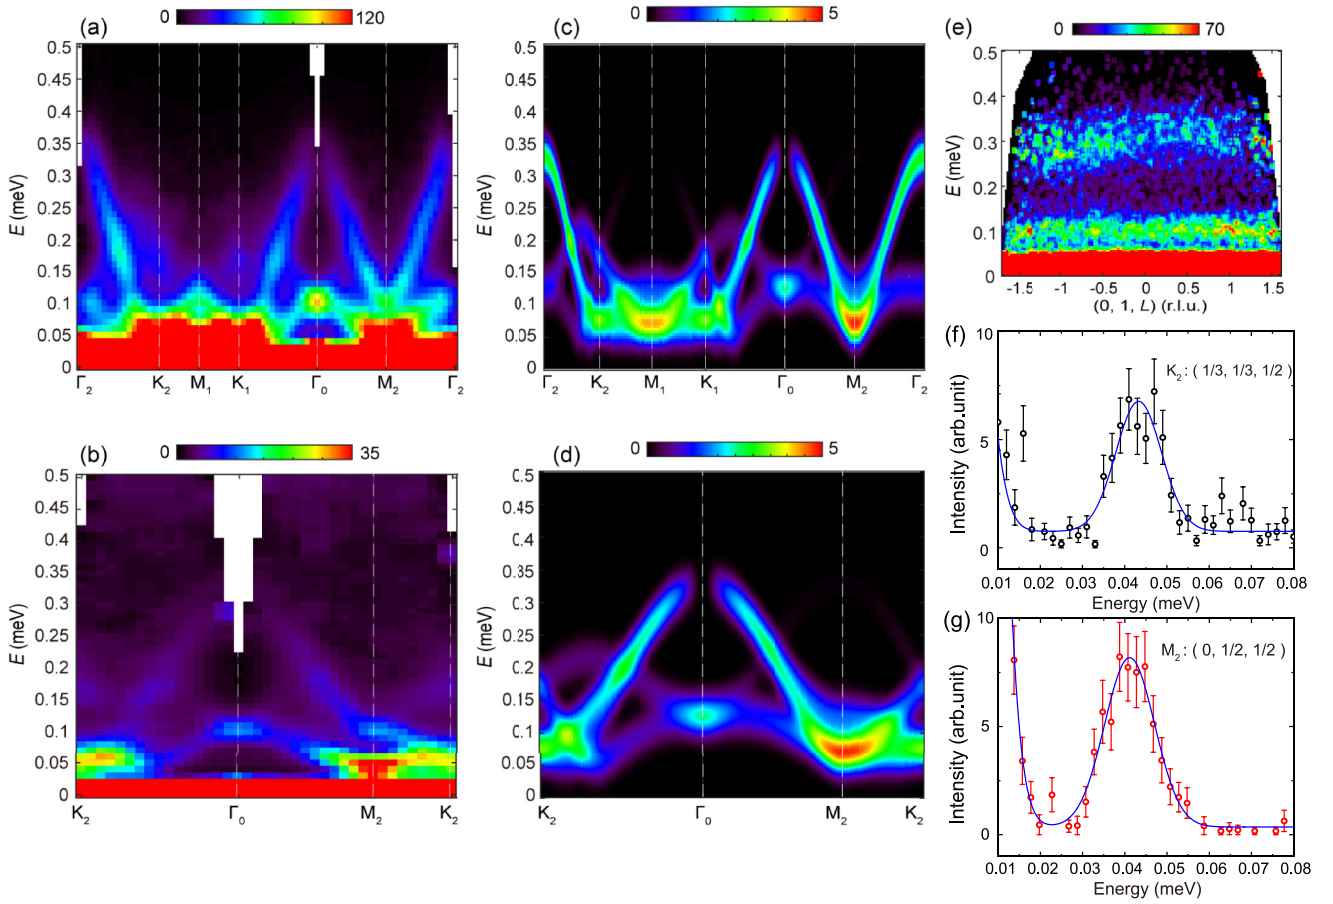 (a)
0 120
E (meV)
0.5
0.45
0.4
0.35
0.3
0.25
0.2
0.15
0.1
0.05
0
Γ2 K2 M1 K1 Γ0 M2 Γ2
(c)
0 5
E (meV)
0.5
0.45
0.4
0.35
0.3
0.25
0.2
0.15
0.1
0.05
0
Γ2 K2 M1 K1 Γ0 M2 Γ2
(e)
0 70
E (meV)
0.5
0.4
0.3
0.2
0.1
0
-1.5 -1 -0.5 0 0.5 1 1.5
(0, 1, L) (r.l.u.)
(b)
0 35
E (meV)
0.5
0.45
0.4
0.35
0.3
0.25
0.2
0.15
0.1
0.05
0
K2 Γ0 M2 K2
(d)
0 5
E (meV)
0.5
0.45
0.4
0.35
0.3
0.25
0.2
0.15
0.1
0.05
0
K2 Γ0 M2 K2
(f)
K2 : ( 1/3, 1/3, 1/2 )
Intensity (arb.unit)
10
5
0
0.01 0.02 0.03 0.04 0.05 0.06 0.07 0.08
Energy (meV)
(g)
M2 : ( 0, 1/2, 1/2 )
Intensity (arb.unit)
10
5
0
0.01 0.02 0.03 0.04 0.05 0.06 0.07 0.08
Energy (meV)